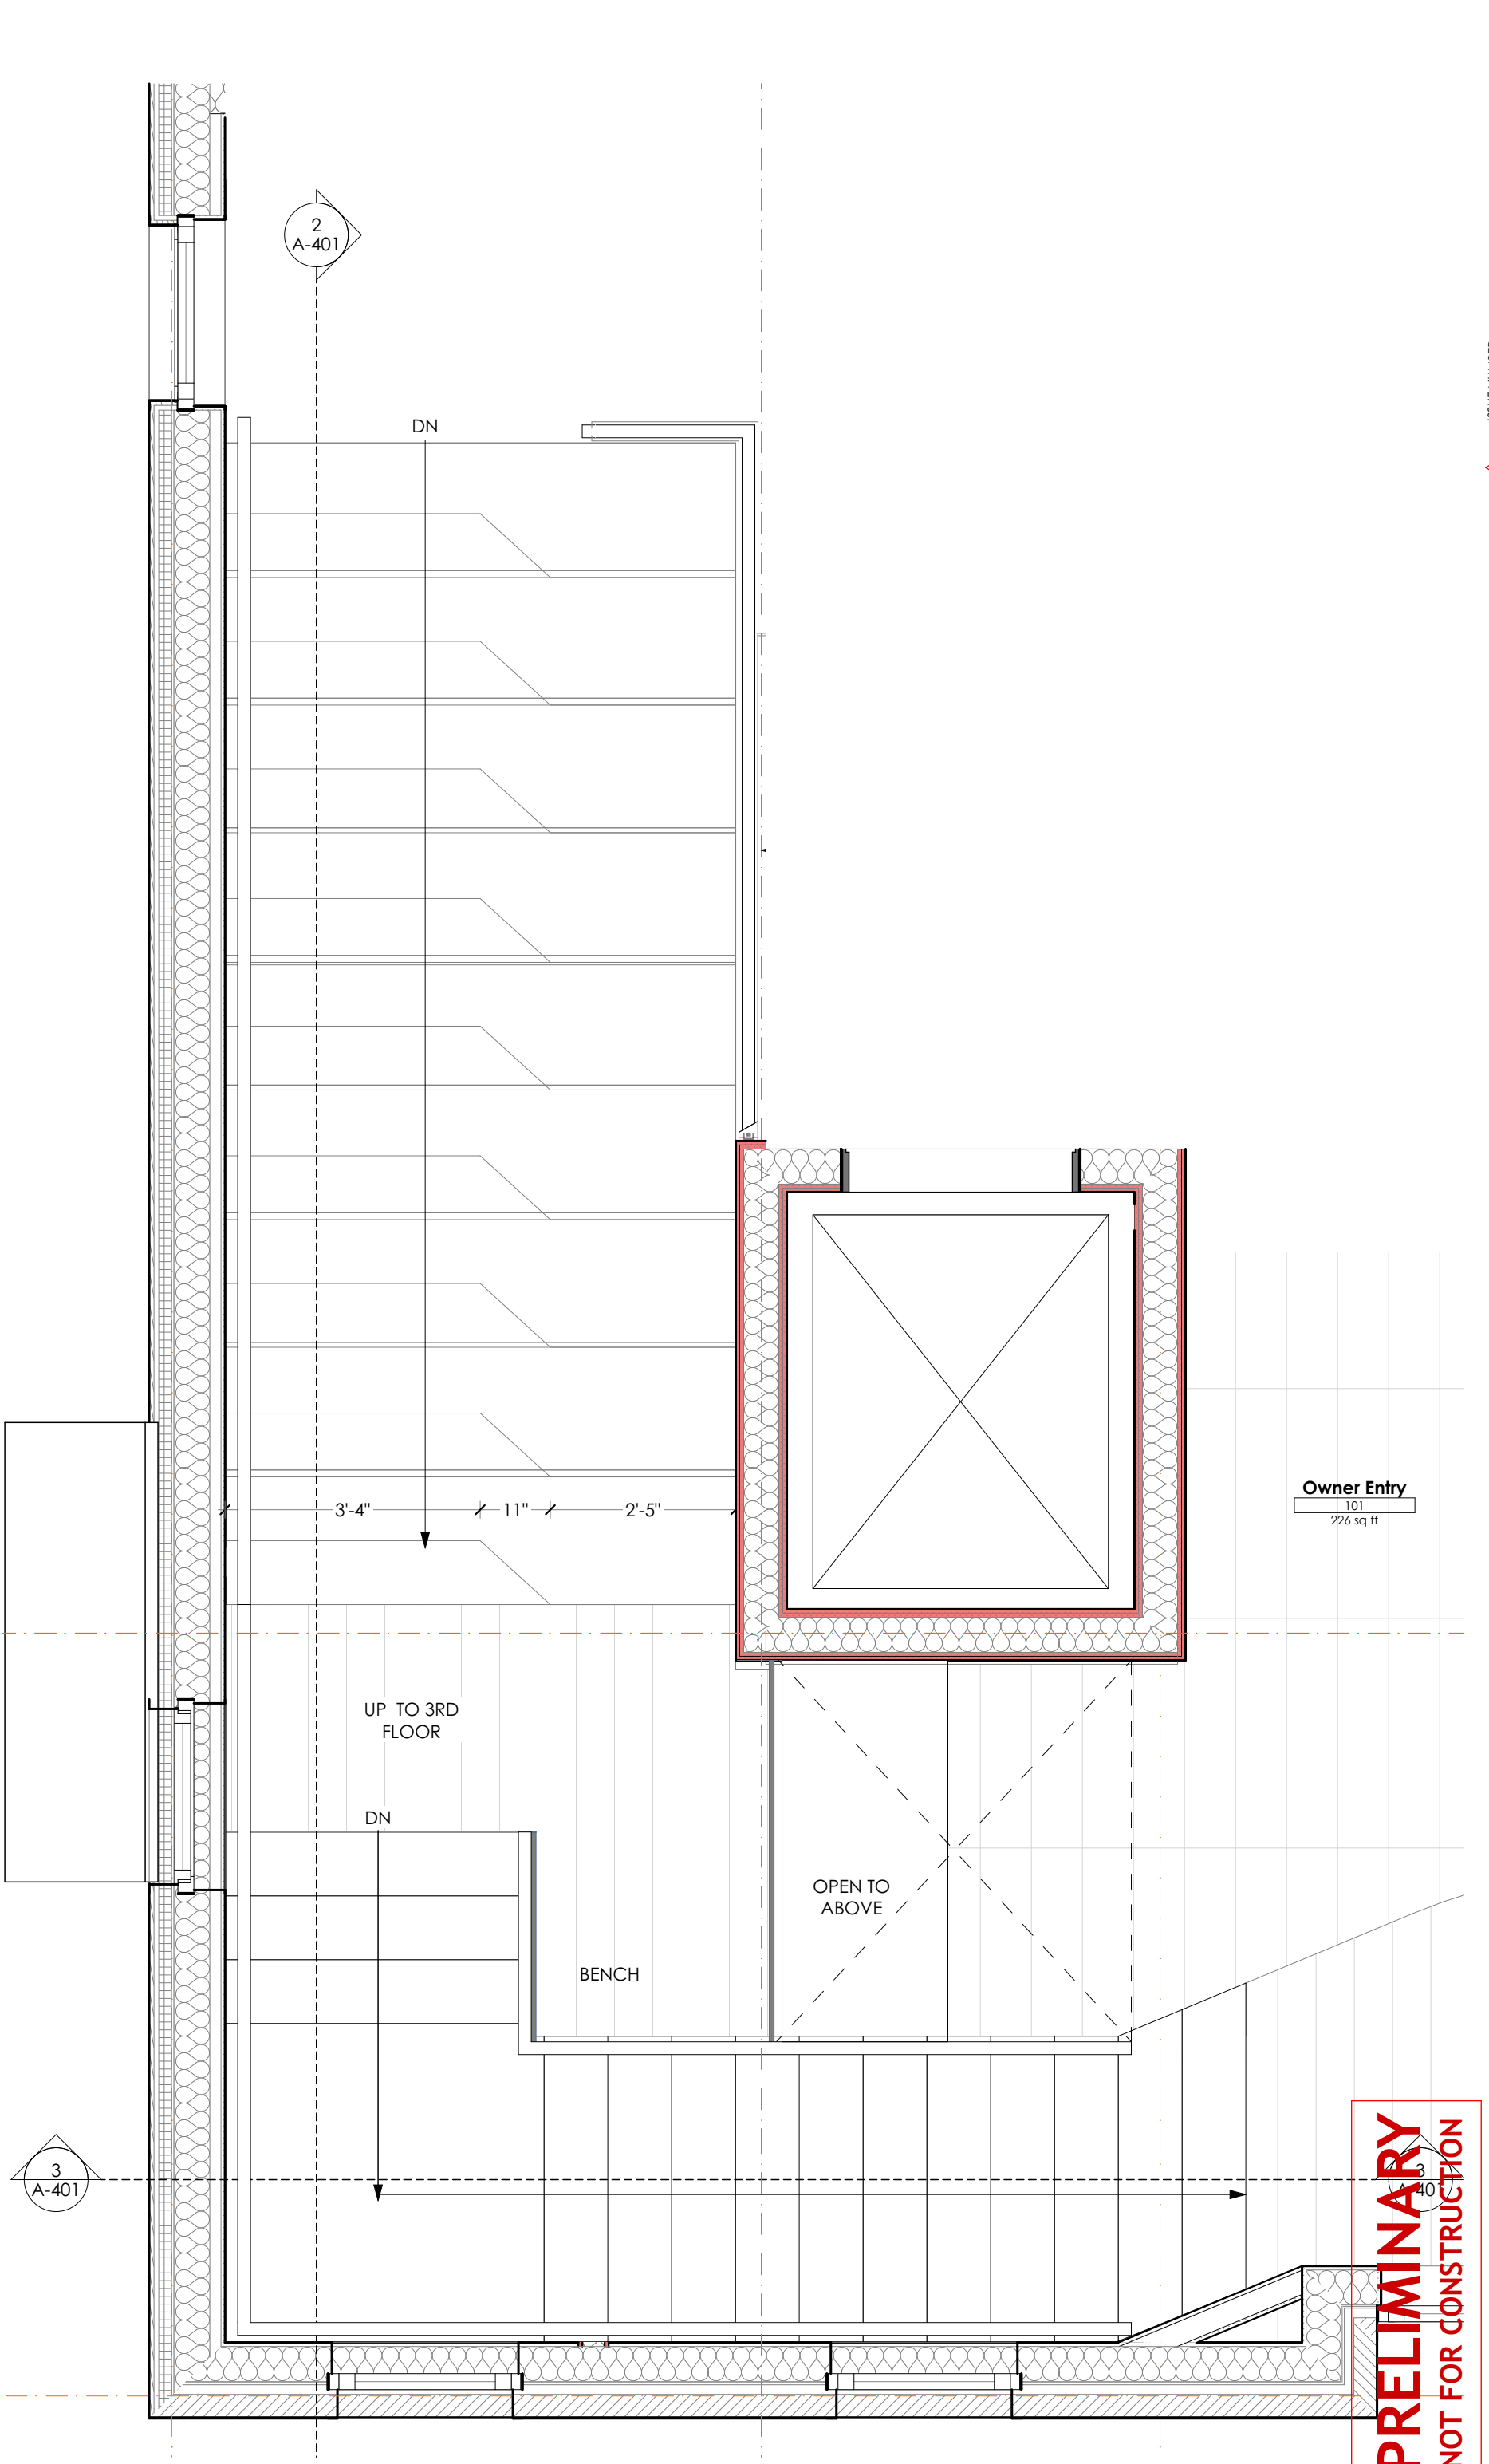 2
A-401
DN
3'-4"
11"
2'-5"
Owner Entry
101
226 sq ft
UP TO 3RD
FLOOR
DN
OPEN TO
ABOVE
BENCH
3
A-401
3
A-401
PRELIMINARY
NOT FOR CONSTRUCTION